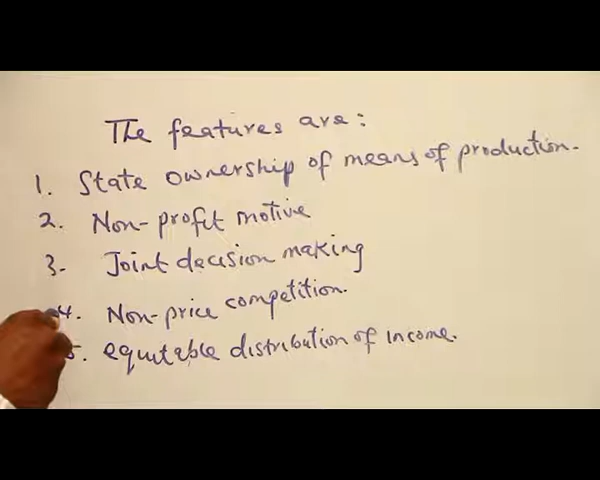 The features are:
1. State ownership of means of production.
2. Non-profit motive
3. Joint decision making
4. Non-price competition.
5. equitable distribution of income.